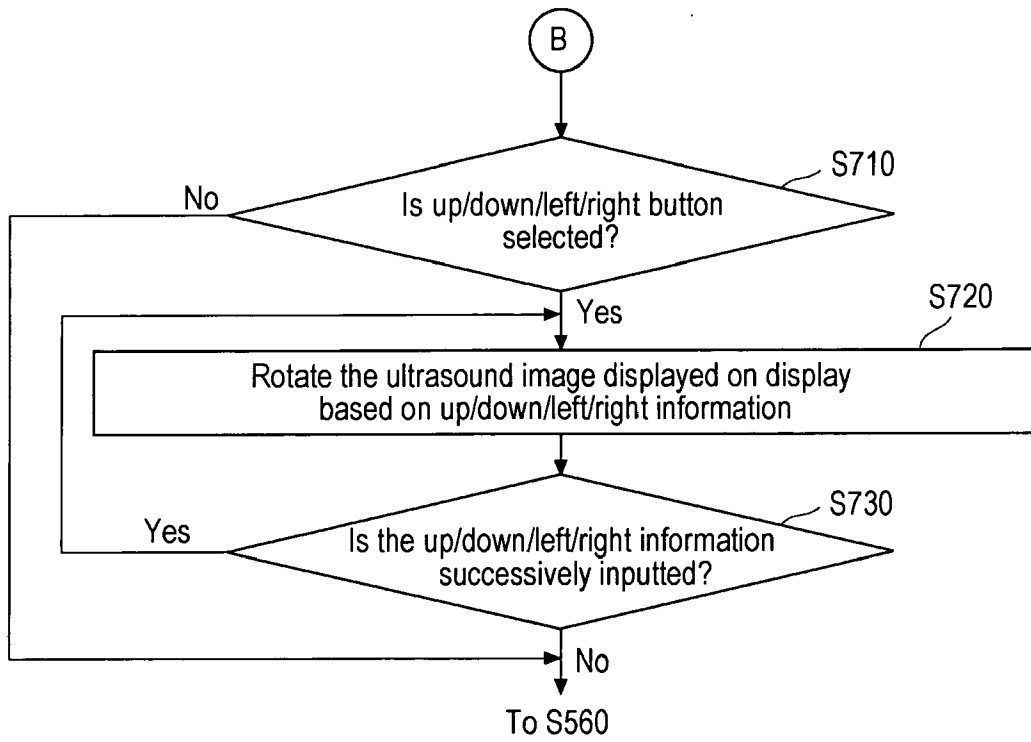 B
S710
No
Is up/down/left/right button
selected?
Yes
S720
Rotate the ultrasound image displayed on display
based on up/down/left/right information
S730
Yes
Is the up/down/left/right information
successively inputted?
No
To S560